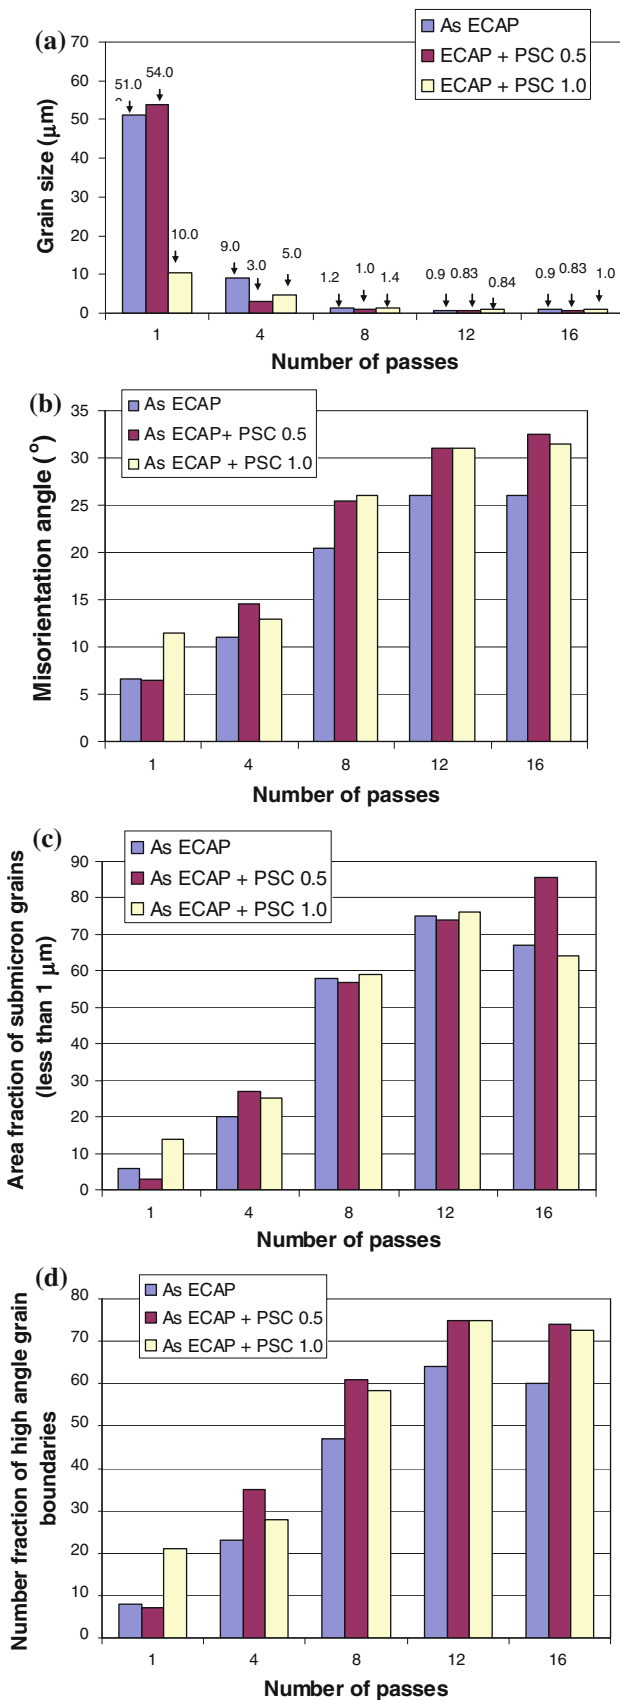 (a)
As ECAP
ECAP + PSC 0.5
ECAP + PSC 1.0
Grain size (μm)
70
60
50
40
30
20
10
0
51.0
54.0
10.0
9.0
3.0
5.0
1.2
1.0
1.4
0.9
0.83
0.84
0.9
0.83
1.0
1 4 8 12 16
Number of passes
(b)
As ECAP
As ECAP+ PSC 0.5
As ECAP + PSC 1.0
Misorientation angle (°)
35
30
25
20
15
10
5
0
1 4 8 12 16
Number of passes
(c)
As ECAP
As ECAP + PSC 0.5
As ECAP + PSC 1.0
Area fraction of submicron grains
(less than 1 μm)
90
80
70
60
50
40
30
20
10
0
1 4 8 12 16
Number of passes
(d)
As ECAP
As ECAP + PSC 0.5
As ECAP + PSC 1.0
Number fraction of high angle grain
boundaries
80
70
60
50
40
30
20
10
0
1 4 8 12 16
Number of passes